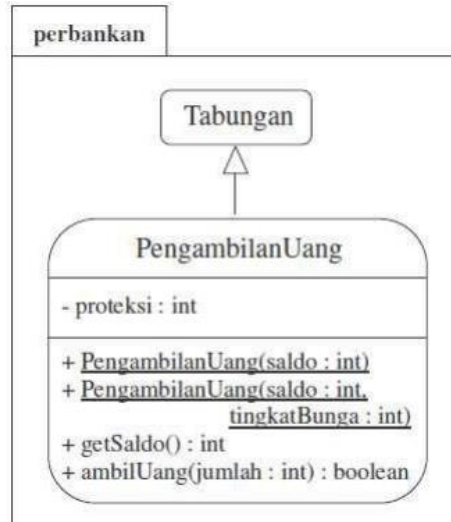 perbankan
Tabungan
PengambilanUang
- proteksi : int
+ PengambilanUang(saldo : int)
+ PengambilanUang(saldo : int,
tingkatBunga : int)
+ getSaldo() : int
+ ambilUang(jumlah : int) : boolean